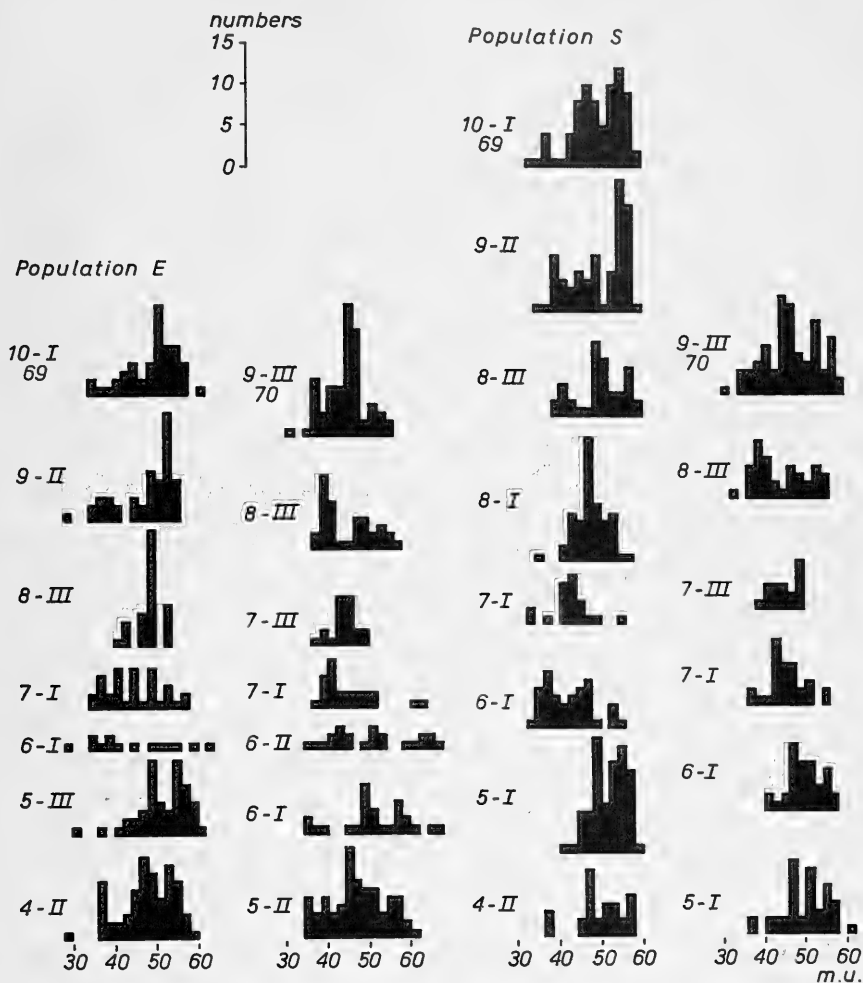 numbers
15
10
5
0
Population S
10-I
69
9-II
8-III
8-I
7-I
6-I
5-I
4-II
9-III
70
8-III
7-III
7-I
6-I
5-I
Population E
10-I
69
9-II
8-III
7-I
6-I
5-III
4-II
9-III
70
8-III
7-III
7-I
6-II
6-I
5-II
30 40 50 60 30 40 50 60 30 40 50 60 30 40 50 60
m.u.